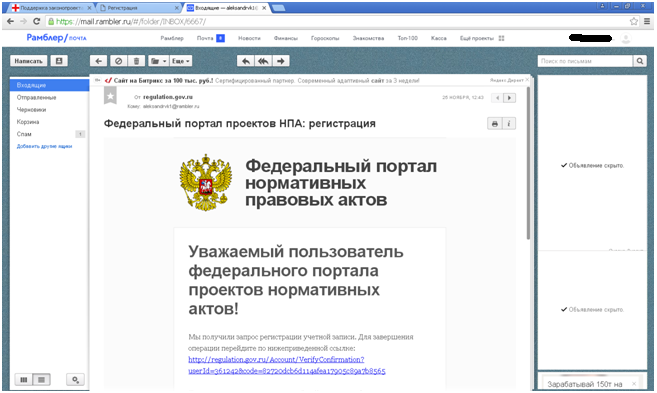 Поддержка законопроекто
Регистрация
Входящие — aleksandrvk1
https://mail.rambler.ru/#/folder/INBOX/6667/
Рамблер/почта
Рамблер Почта Новости Финансы Гороскопы Знакомства Топ-100 Касса Ещё проекты
Написать
Еще
Поиск по письмам
Входящие
Отправленные
Черновики
Корзина
Спам 1
Добавить другие ящики
Сайт на Битрикс за 100 тыс. руб.! Сертифицированный партнер. Современный адаптивный сайт за 3 недели!
Яндекс.Директ
От regulation.gov.ru
25 НОЯБРЯ, 12:43
Кому aleksandrvk1@rambler.ru
Федеральный портал проектов НПА: регистрация
Федеральный портал
нормативных
правовых актов
Уважаемый пользователь
федерального портала
проектов нормативных
актов!
Мы получили запрос регистрации учетной записи. Для завершения
операции перейдите по нижеприведенной ссылке:
http://regulation.gov.ru/Account/VerifyConfirmation?
userId=361242&code=82720dcb6d114afea17905c89a7b8565
Объявление скрыто.
Объявление скрыто.
Зарабатывай 150т на